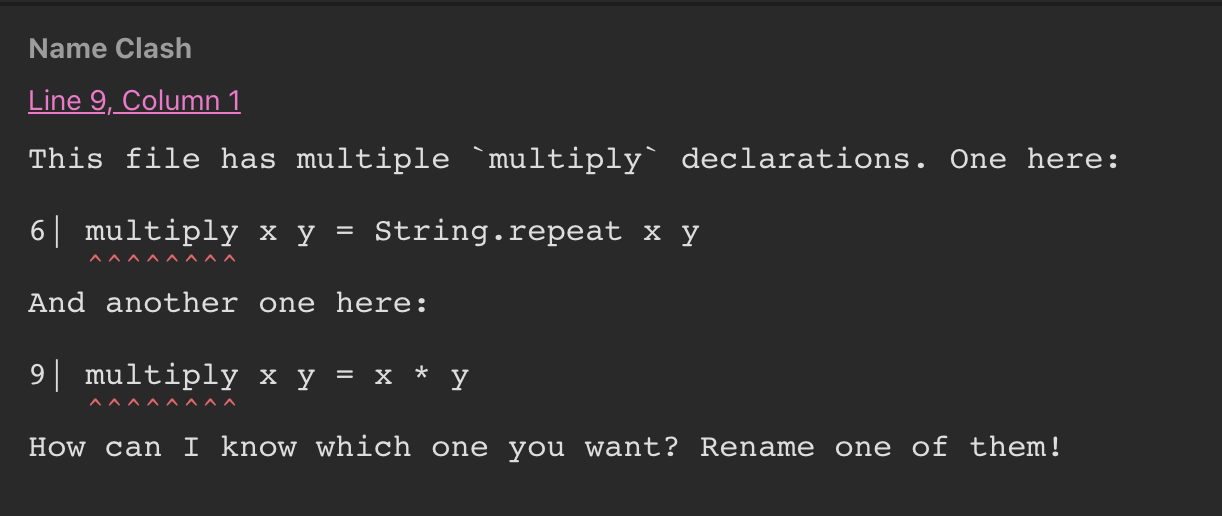 Name Clash
Line 9, Column 1
This file has multiple `multiply` declarations. One here:
6| multiply x y = String.repeat x y
^^^^^^^^
And another one here:
9| multiply x y = x * y
^^^^^^^^
How can I know which one you want? Rename one of them!